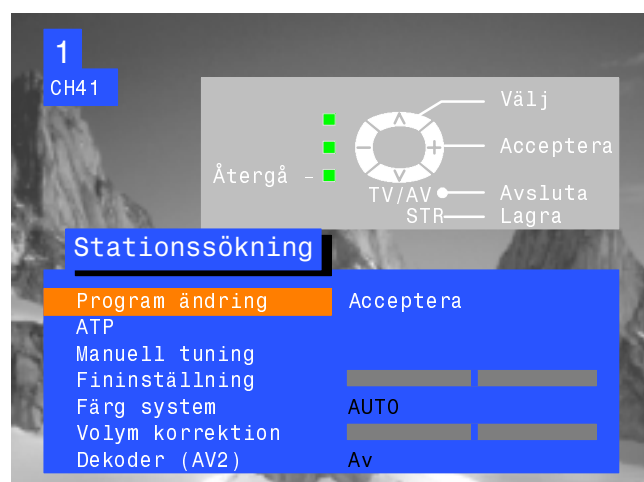 1
CH41
Välj
Acceptera
Återgå –
TV/AV Avsluta
STR Lagra
Stationssökning
Program ändring Acceptera
ATP
Manuell tuning
Fininställning
Färg system AUTO
Volym korrektion
Dekoder (AV2) Av